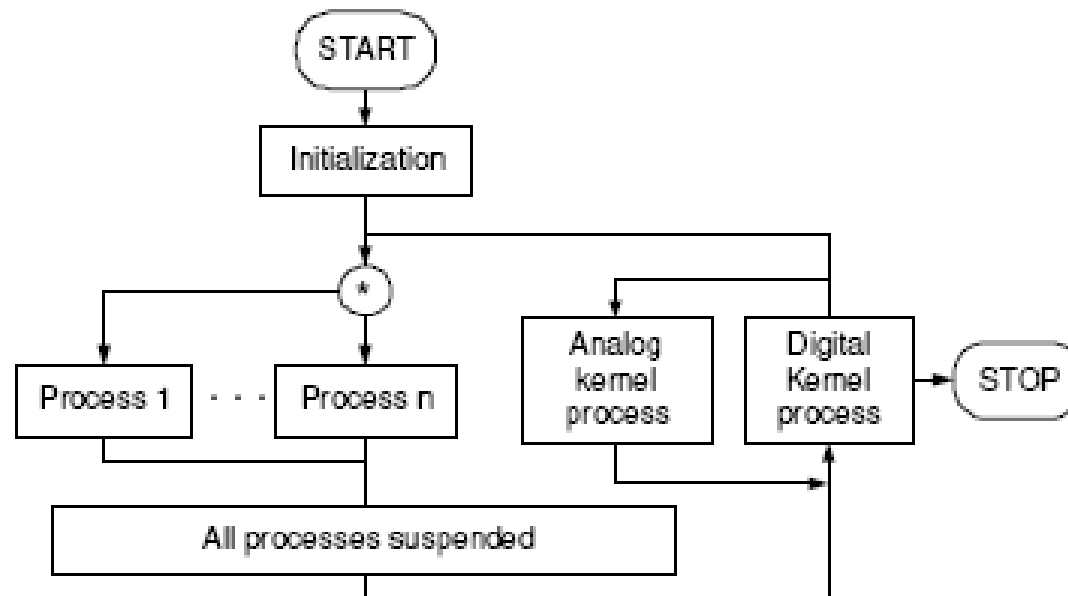 START
Initialization
*
Analog
kernel
process
Digital
Kernel
process
STOP
Process 1
. . .
Process n
All processes suspended